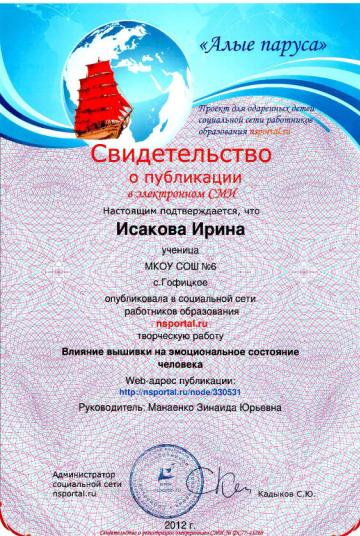 «Алые паруса»
Проект для одаренных детей
социальной сети работников
образования nsportal.ru
Свидетельство
о публикации
в электронном СМИ
Настоящим подтверждается, что
Исакова Ирина
ученица
МКОУ СОШ №6
с.Гофицкое
опубликовала в социальной сети
работников образования
nsportal.ru
творческую работу
Влияние вышивки на эмоциональное состояние
человека
Web-адрес публикации:
http://nsportal.ru/node/330531
Руководитель: Манаенко Зинаида Юрьевна
Администратор
социальной сети
nsportal.ru
Кадыков С.Ю.
2012 г.
Свидетельство о регистрации электронного СМИ № ФС77-43268